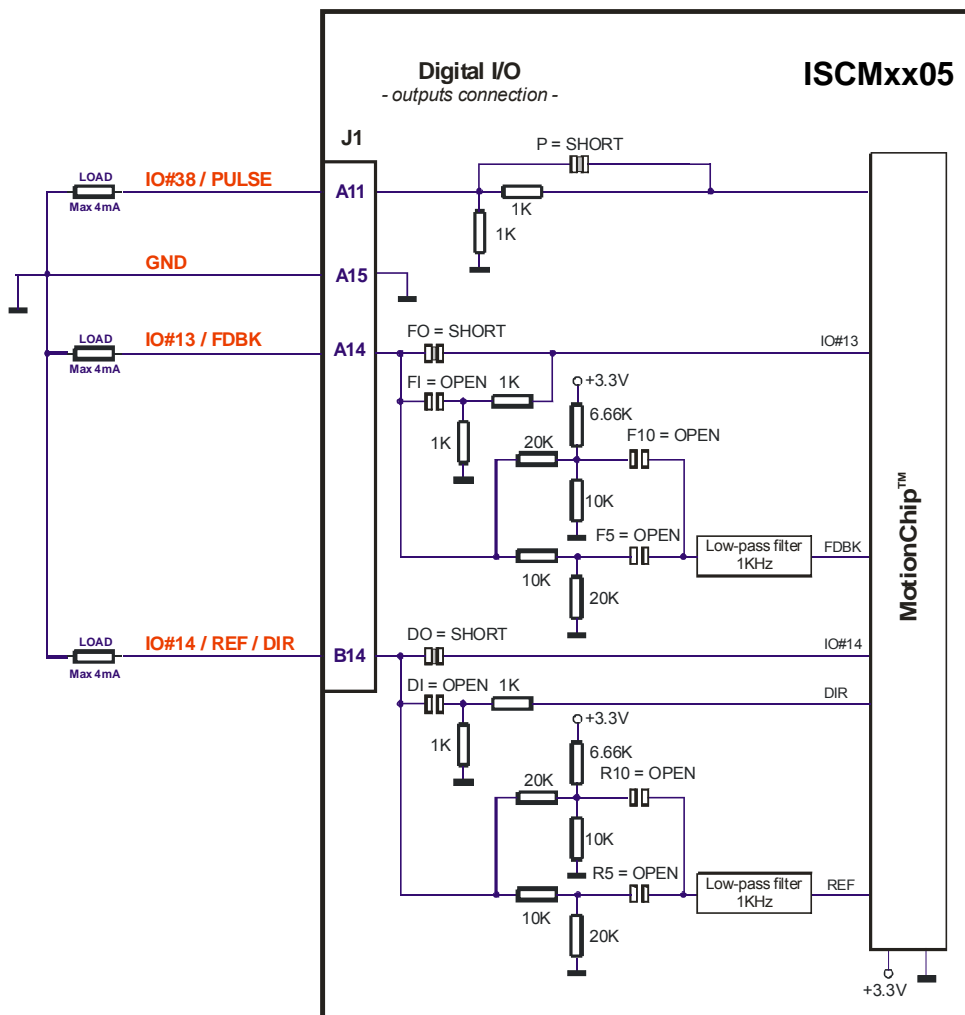 Digital I/O
- outputs connection -
ISCMxx05
J1
P = SHORT
LOAD
IO#38 / PULSE
A11
Max 4mA
1K
1K
GND
A15
FO = SHORT
LOAD
IO#13 / FDBK
A14
IO#13
Max 4mA
FI = OPEN
1K
+3.3V
6.66K
1K
20K
F10 = OPEN
10K
F5 = OPEN
Low-pass filter
1KHz
FDBK
10K
20K
MotionChip™
DO = SHORT
LOAD
IO#14 / REF / DIR
B14
IO#14
Max 4mA
DI = OPEN
1K
DIR
+3.3V
1K
6.66K
R10 = OPEN
20K
10K
R5 = OPEN
Low-pass filter
1KHz
REF
10K
20K
+3.3V